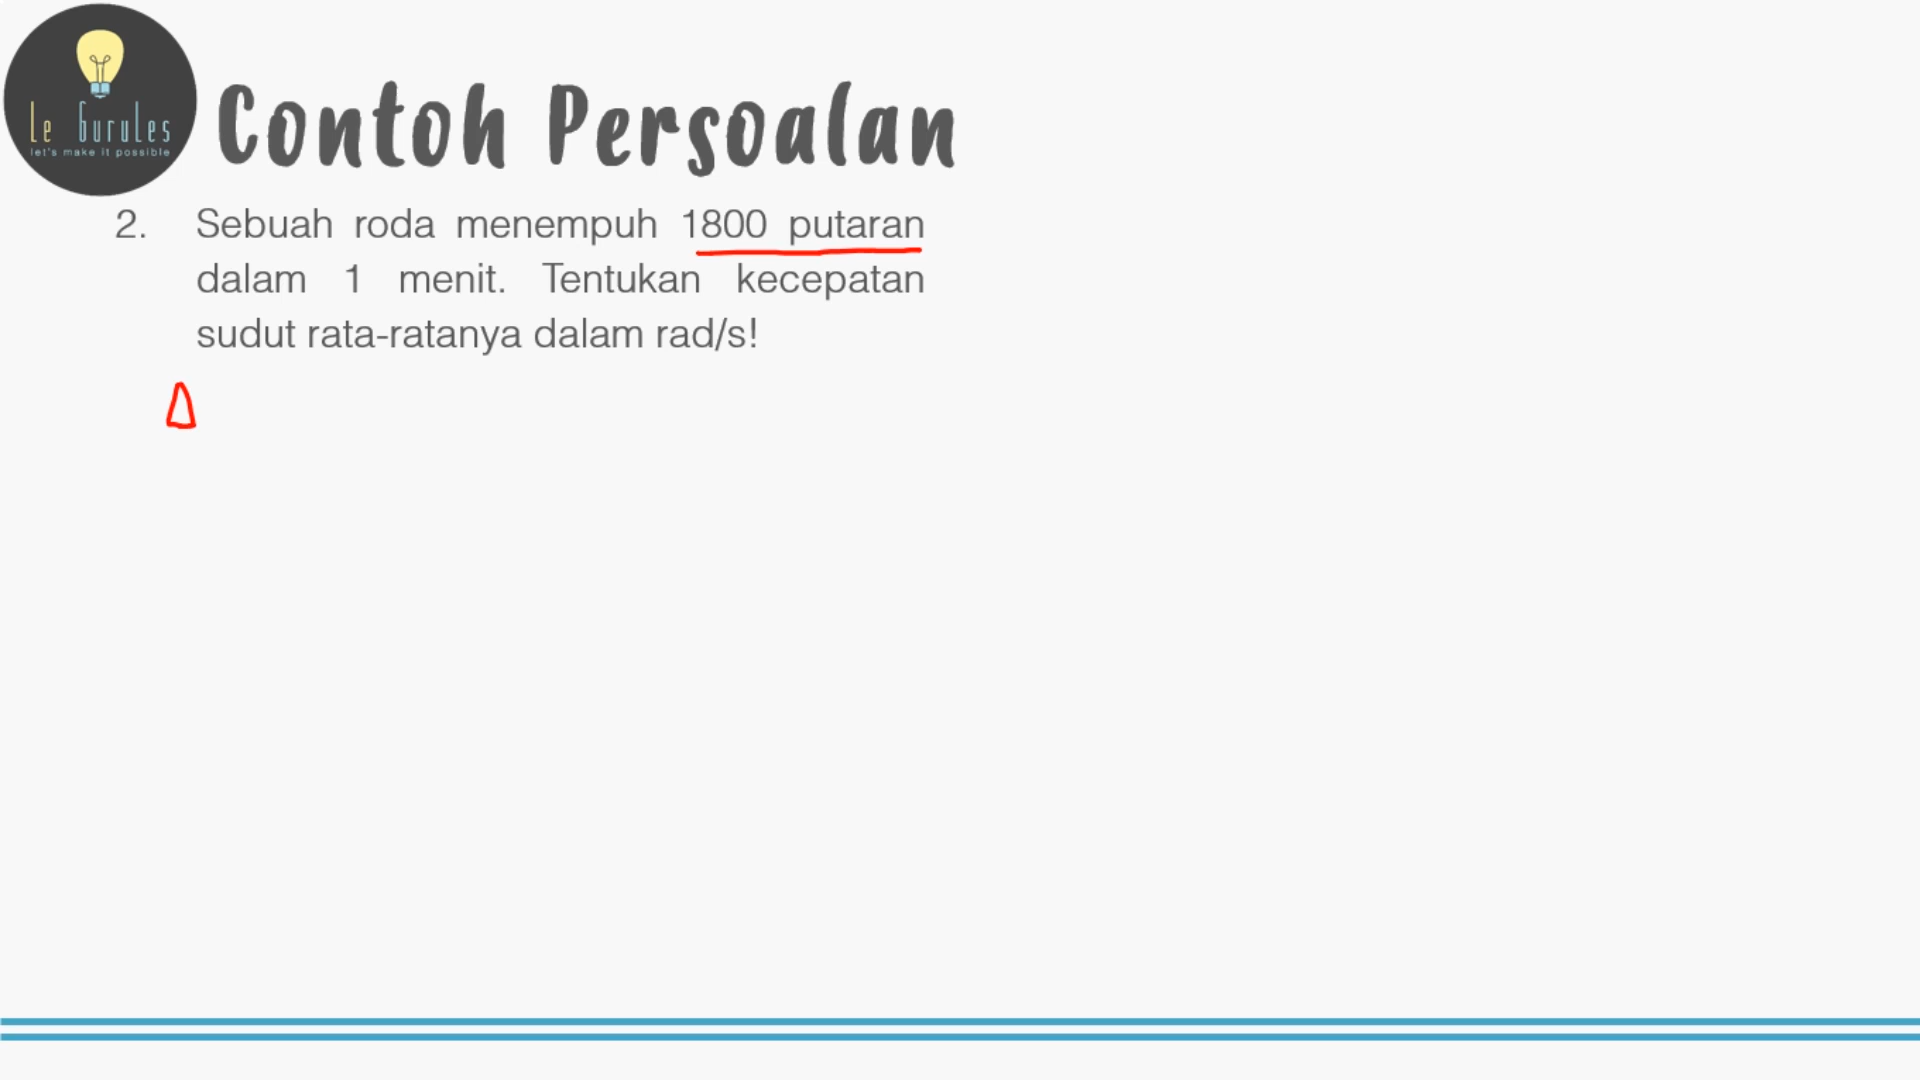 le gurules
let's make it possible
Contoh Persoalan
2. Sebuah roda menempuh 1800 putaran
dalam 1 menit. Tentukan kecepatan
sudut rata-ratanya dalam rad/s!
Δ